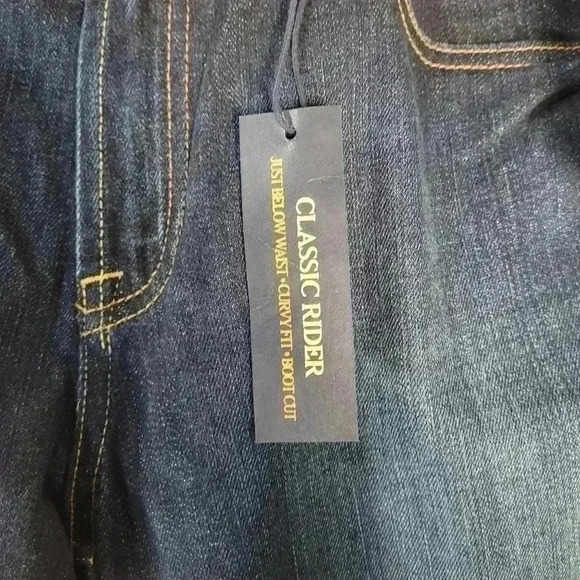 CLASSIC RIDER
JUST BELOW WAIST • CURVY FIT • BOOT CUT